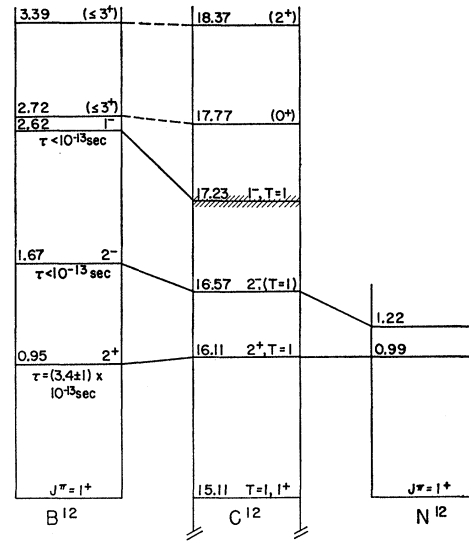 3.39 (≤3⁺)
18.37 (2⁺)
2.72 (≤3⁺)
17.77 (0⁺)
2.62 1⁻
τ<10⁻¹³sec
17.23 1⁻,T=1
1.67 2⁻
τ<10⁻¹³sec
16.57 2⁻,(T=1)
1.22
0.95 2⁺
16.11 2⁺,T=1
0.99
τ=(3.4±1) x
10⁻¹³sec
Jπ=1⁺
15.11 T=1, 1⁺
Jπ=1⁺
B¹²
C¹²
N¹²